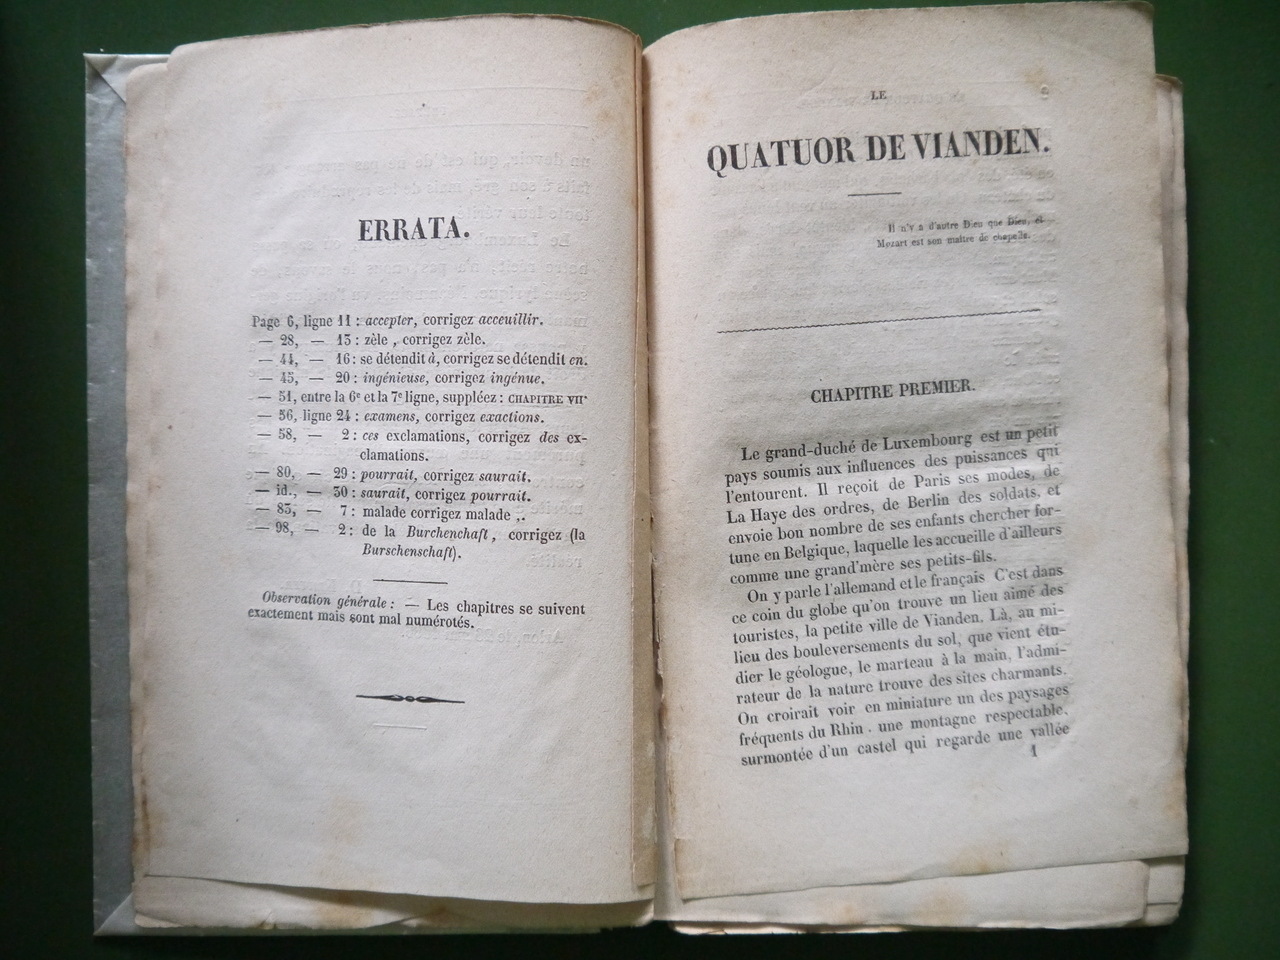 ERRATA.
Page 6, ligne 11 : accepter, corrigez acceuillir.
— 28, — 15 : zèle , corrigez zèle.
— 44, — 16 : se détendit à, corrigez se détendit en.
— 45, — 20 : ingénieuse, corrigez ingénue.
— 51, entre la 6e et la 7e ligne, suppléez : CHAPITRE VII.
— 56, ligne 24 : examens, corrigez exactions.
— 58, — 2 : ces exclamations, corrigez des ex-
clamations.
— 80, — 29 : pourrait, corrigez saurait.
— id., — 30 : saurait, corrigez pourrait.
— 85, — 7 : malade corrigez malade ,.
— 98, — 2 : de la Burchenchaft, corrigez (la
Burschenschaft).
Observation générale : — Les chapitres se suivent
exactement mais sont mal numérotés.
LE
QUATUOR DE VIANDEN.
Il n'y a d'autre Dieu que Dieu, et
Mozart est son maître de chapelle.
CHAPITRE PREMIER.
Le grand-duché de Luxembourg est un petit
pays soumis aux influences des puissances qui
l'entourent. Il reçoit de Paris ses modes, de
La Haye des ordres, de Berlin des soldats, et
envoie bon nombre de ses enfants chercher for-
tune en Belgique, laquelle les accueille d'ailleurs
comme une grand'mère ses petits-fils.
On y parle l'allemand et le français C'est dans
ce coin du globe qu'on trouve un lieu aimé des
touristes, la petite ville de Vianden. Là, au mi-
lieu des bouleversements du sol, que vient étu-
dier le géologue, le marteau à la main, l'admi-
rateur de la nature trouve des sites charmants.
On croirait voir en miniature un des paysages
fréquents du Rhin . une montagne respectable,
surmontée d'un castel qui regarde une vallée
1